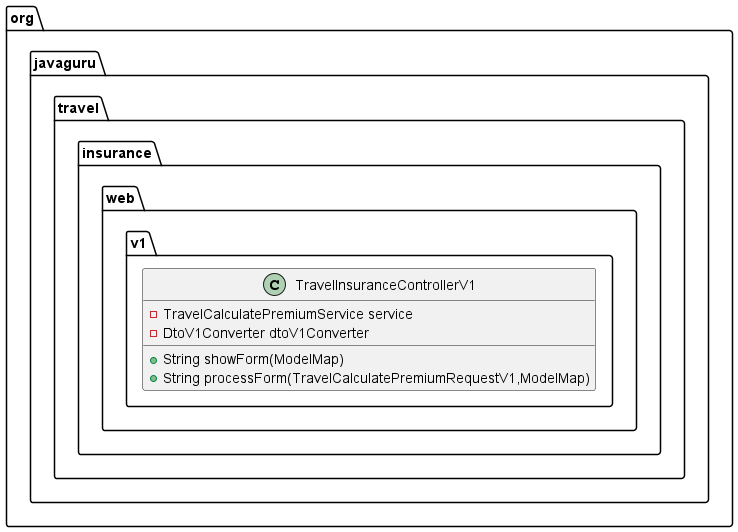 org
javaguru
travel
insurance
web
v1
C TravelInsuranceControllerV1
TravelCalculatePremiumService service
DtoV1Converter dtoV1Converter
String showForm(ModelMap)
String processForm(TravelCalculatePremiumRequestV1,ModelMap)